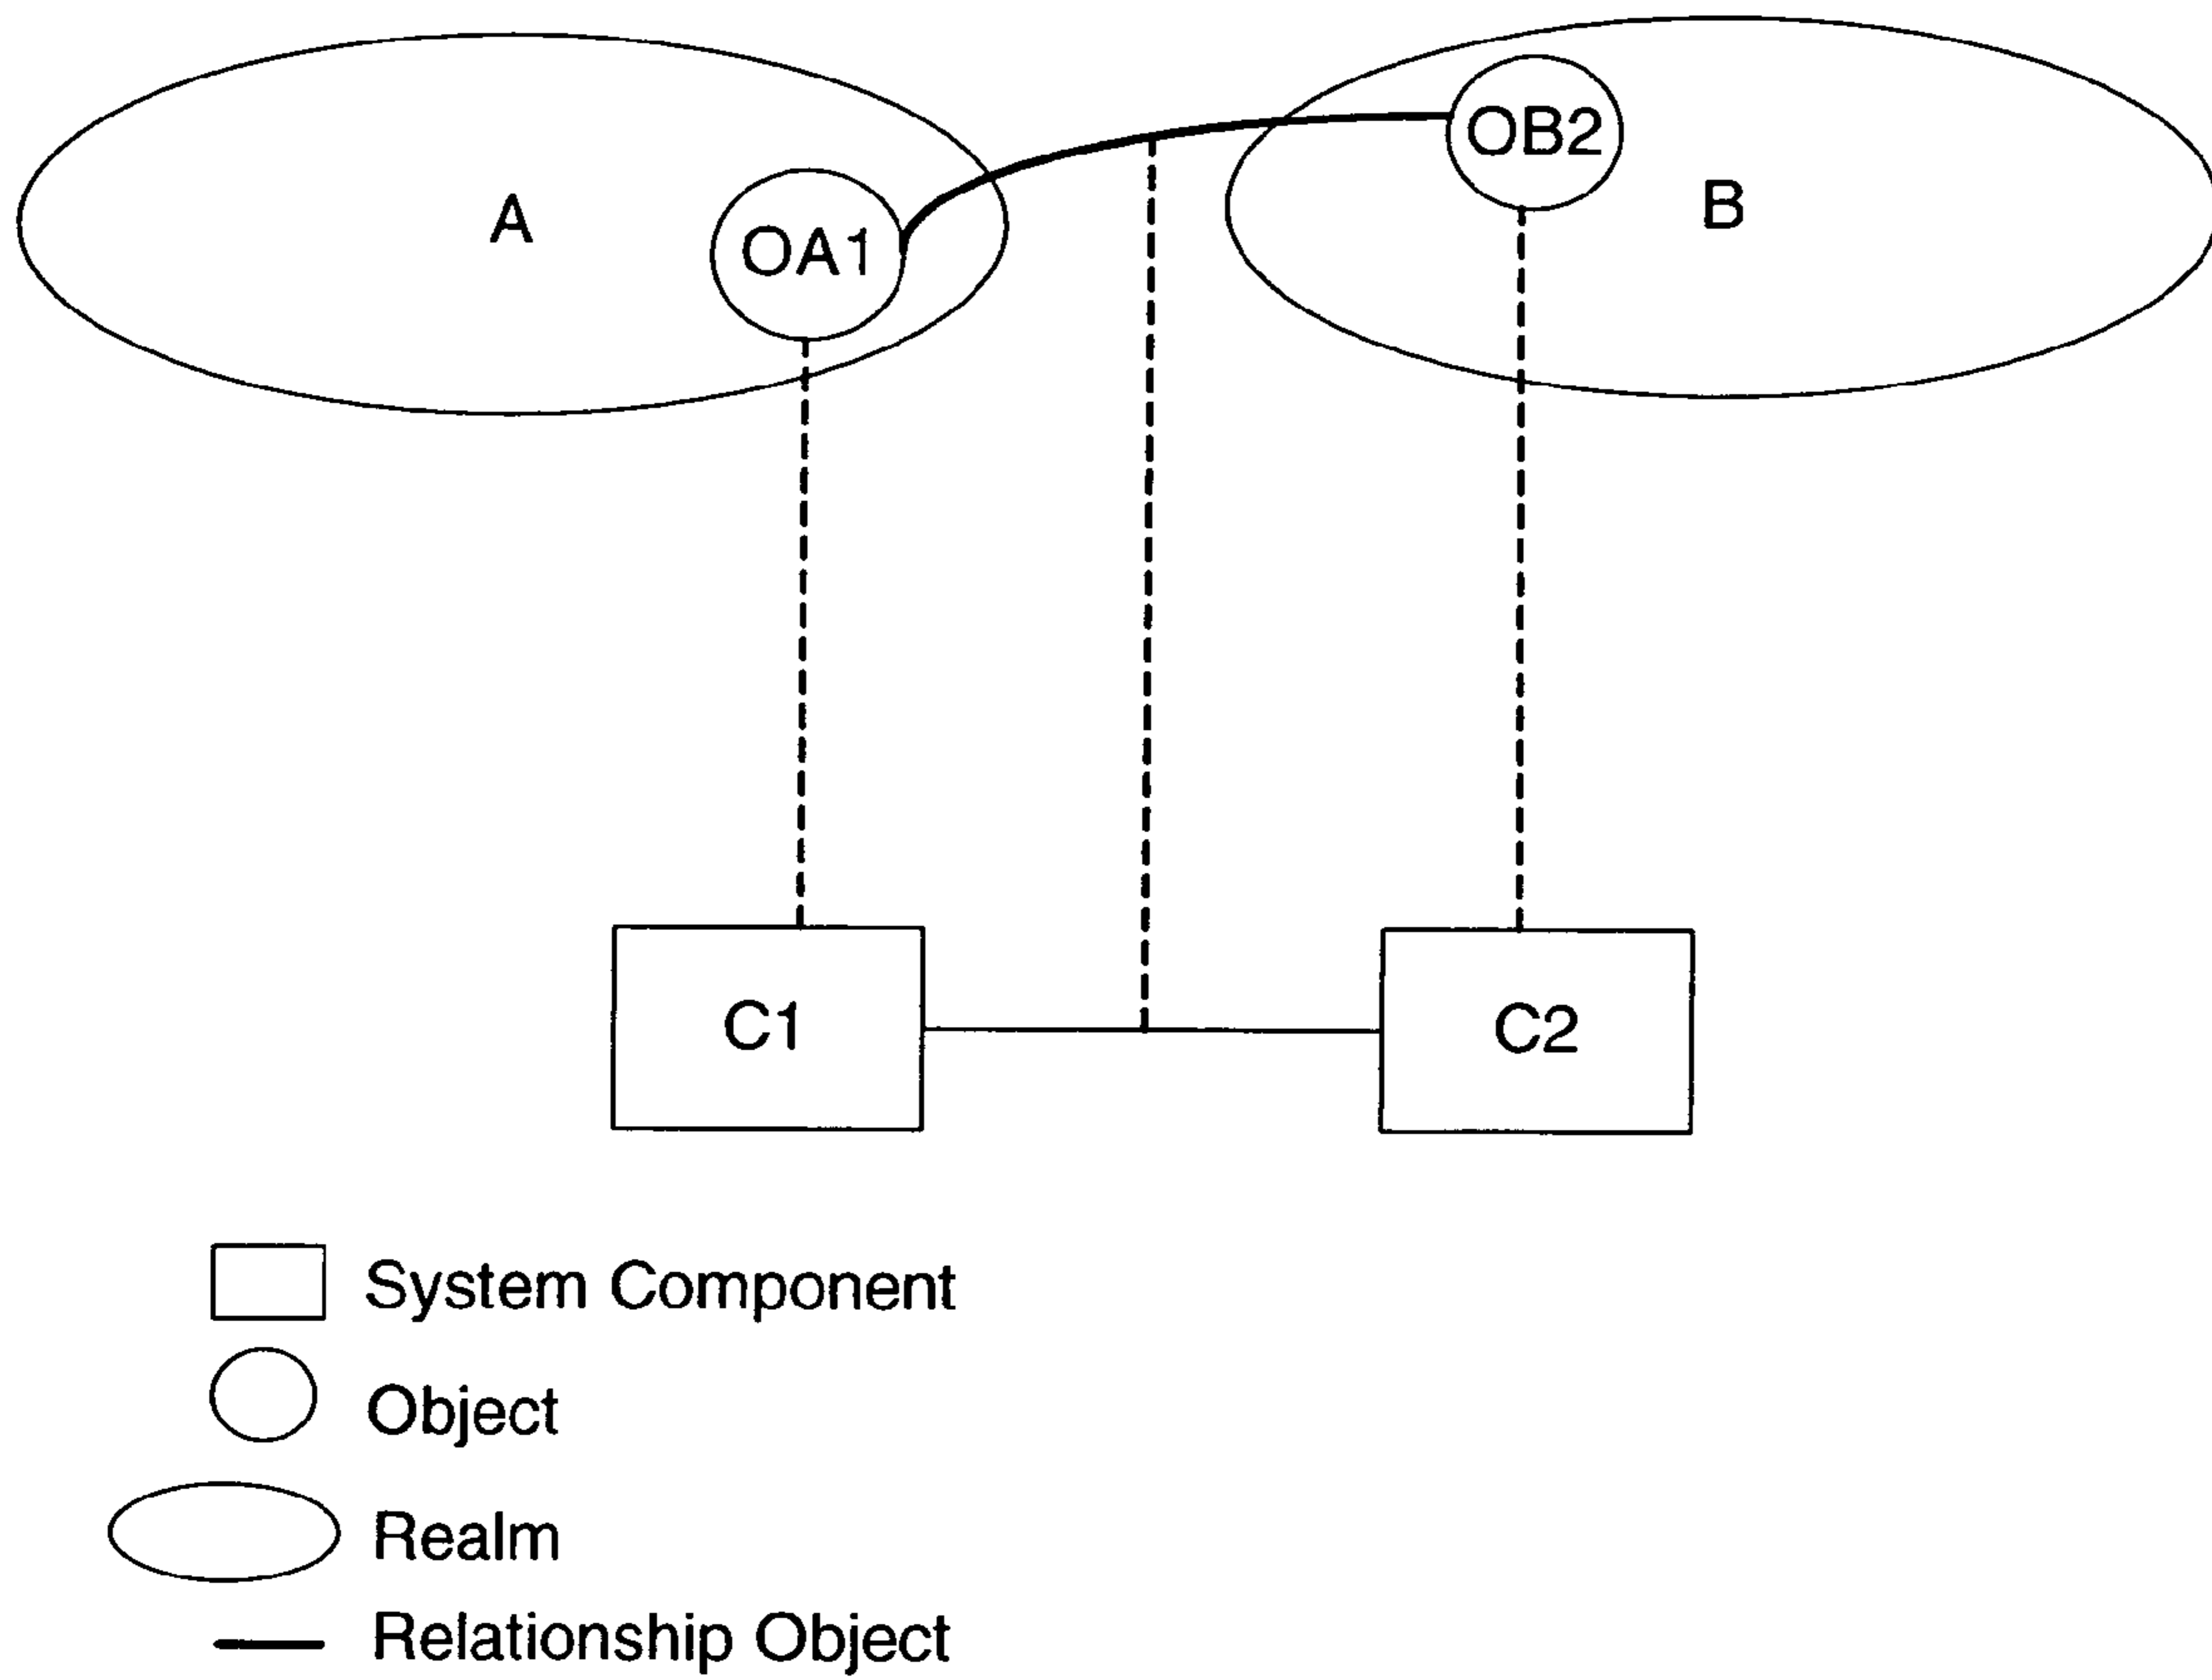 OB2
B
A
OA1
C1
C2
System Component
Object
Realm
Relationship Object